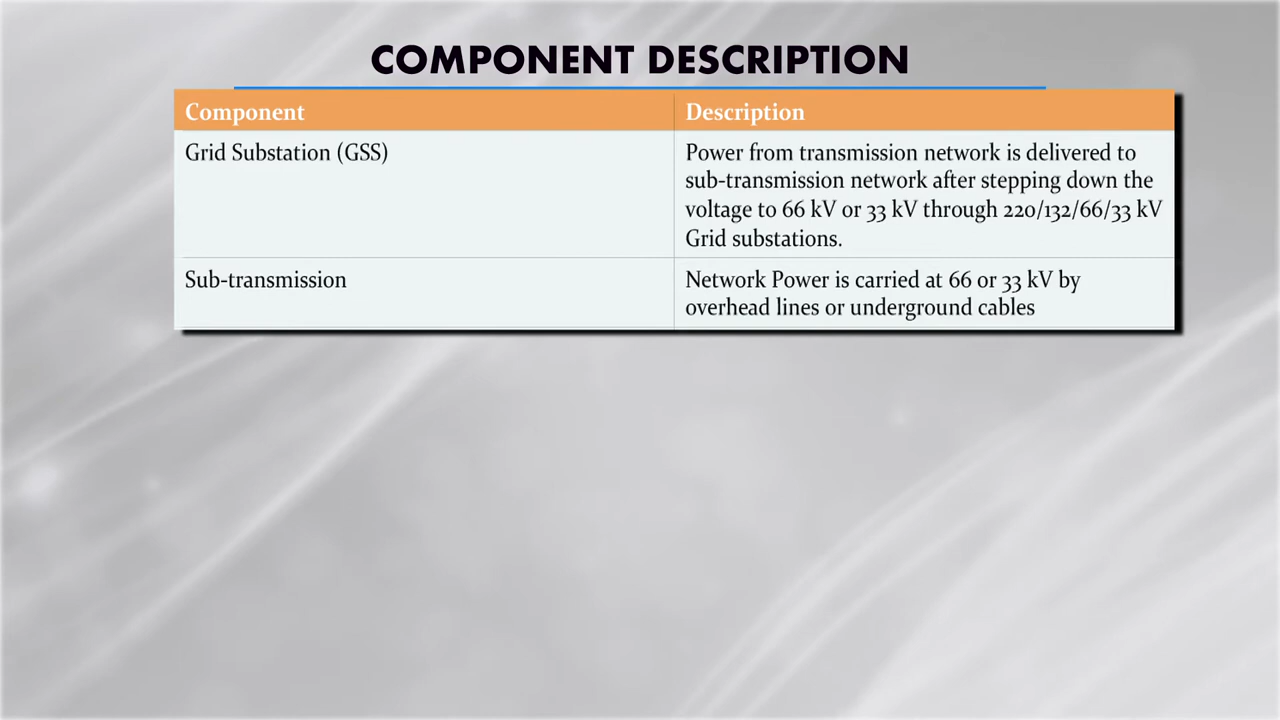 COMPONENT DESCRIPTION
Component
Description
Grid Substation (GSS)
Power from transmission network is delivered to
sub-transmission network after stepping down the
voltage to 66 kV or 33 kV through 220/132/66/33 kV
Grid substations.
Sub-transmission
Network Power is carried at 66 or 33 kV by
overhead lines or underground cables